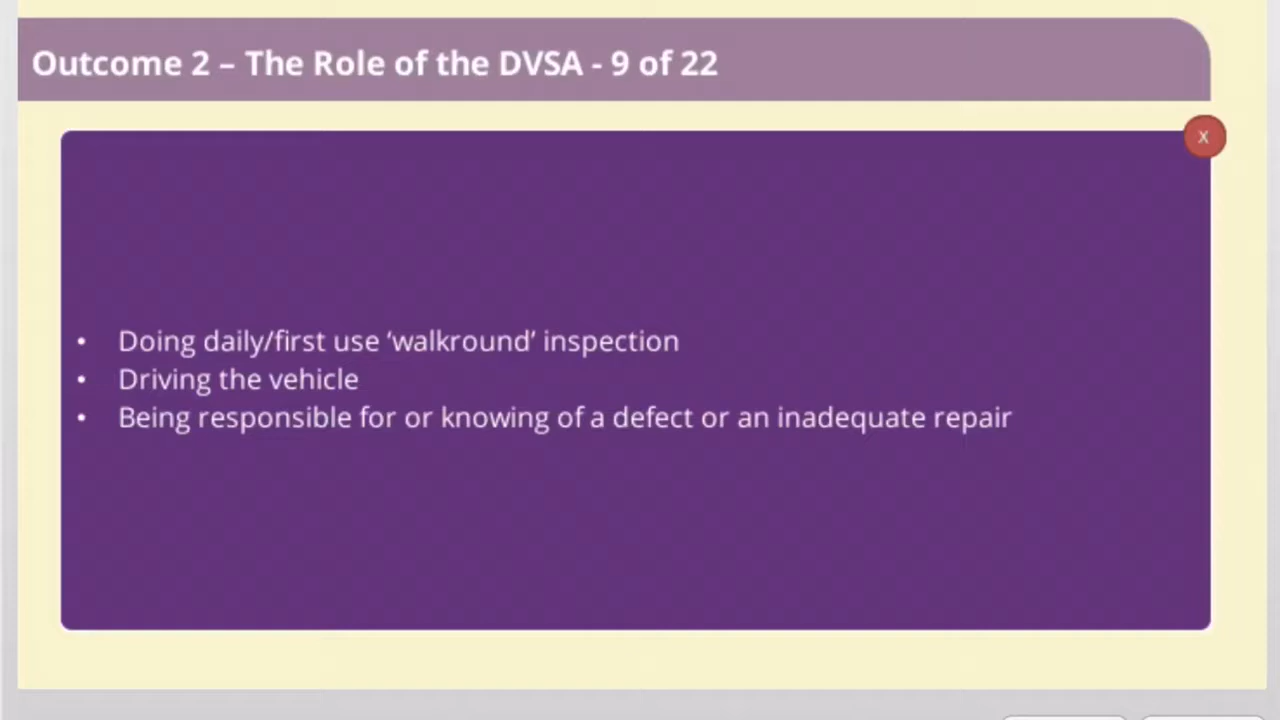 Outcome 2 – The Role of the DVSA - 9 of 22
X
• Doing daily/first use ‘walkround’ inspection
• Driving the vehicle
• Being responsible for or knowing of a defect or an inadequate repair